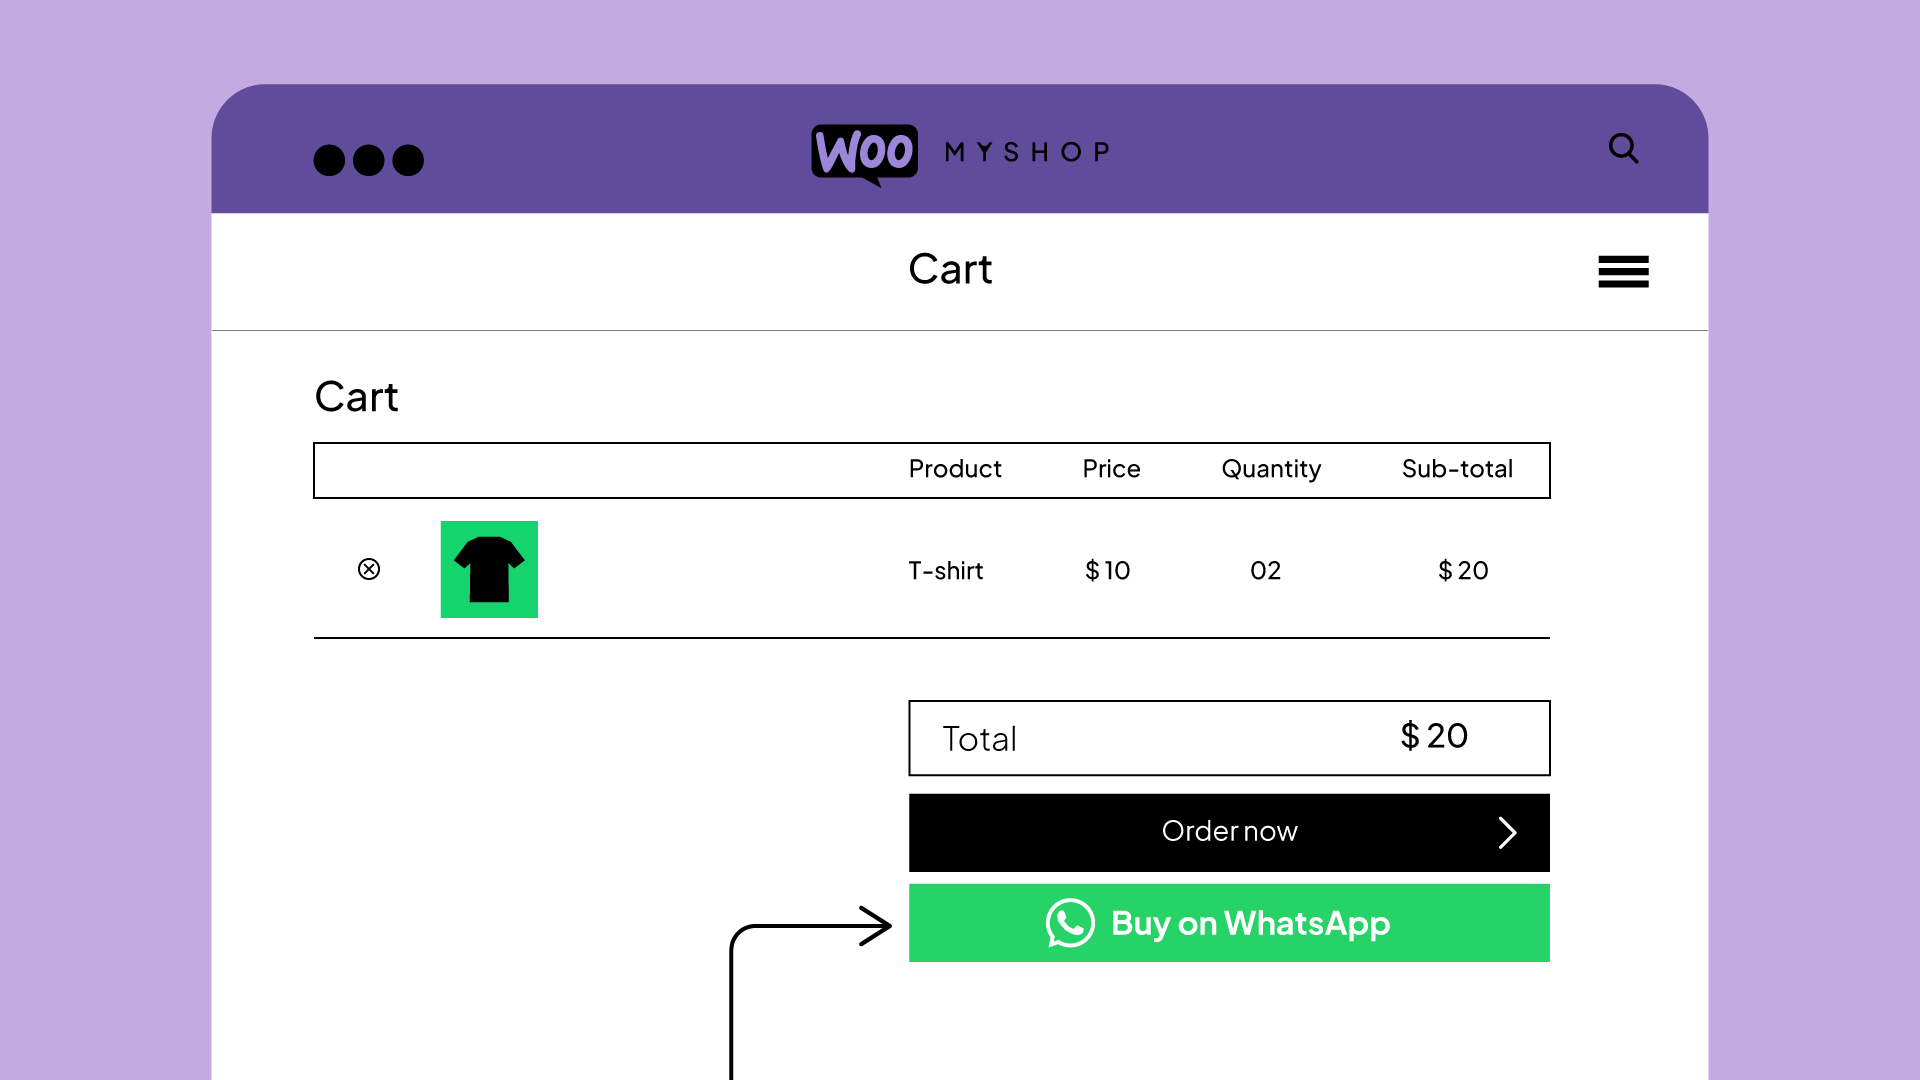 Woo MYSHOP
Cart
Cart
Product Price Quantity Sub-total
T-shirt $ 10 02 $ 20
Total $ 20
Order now
Buy on WhatsApp